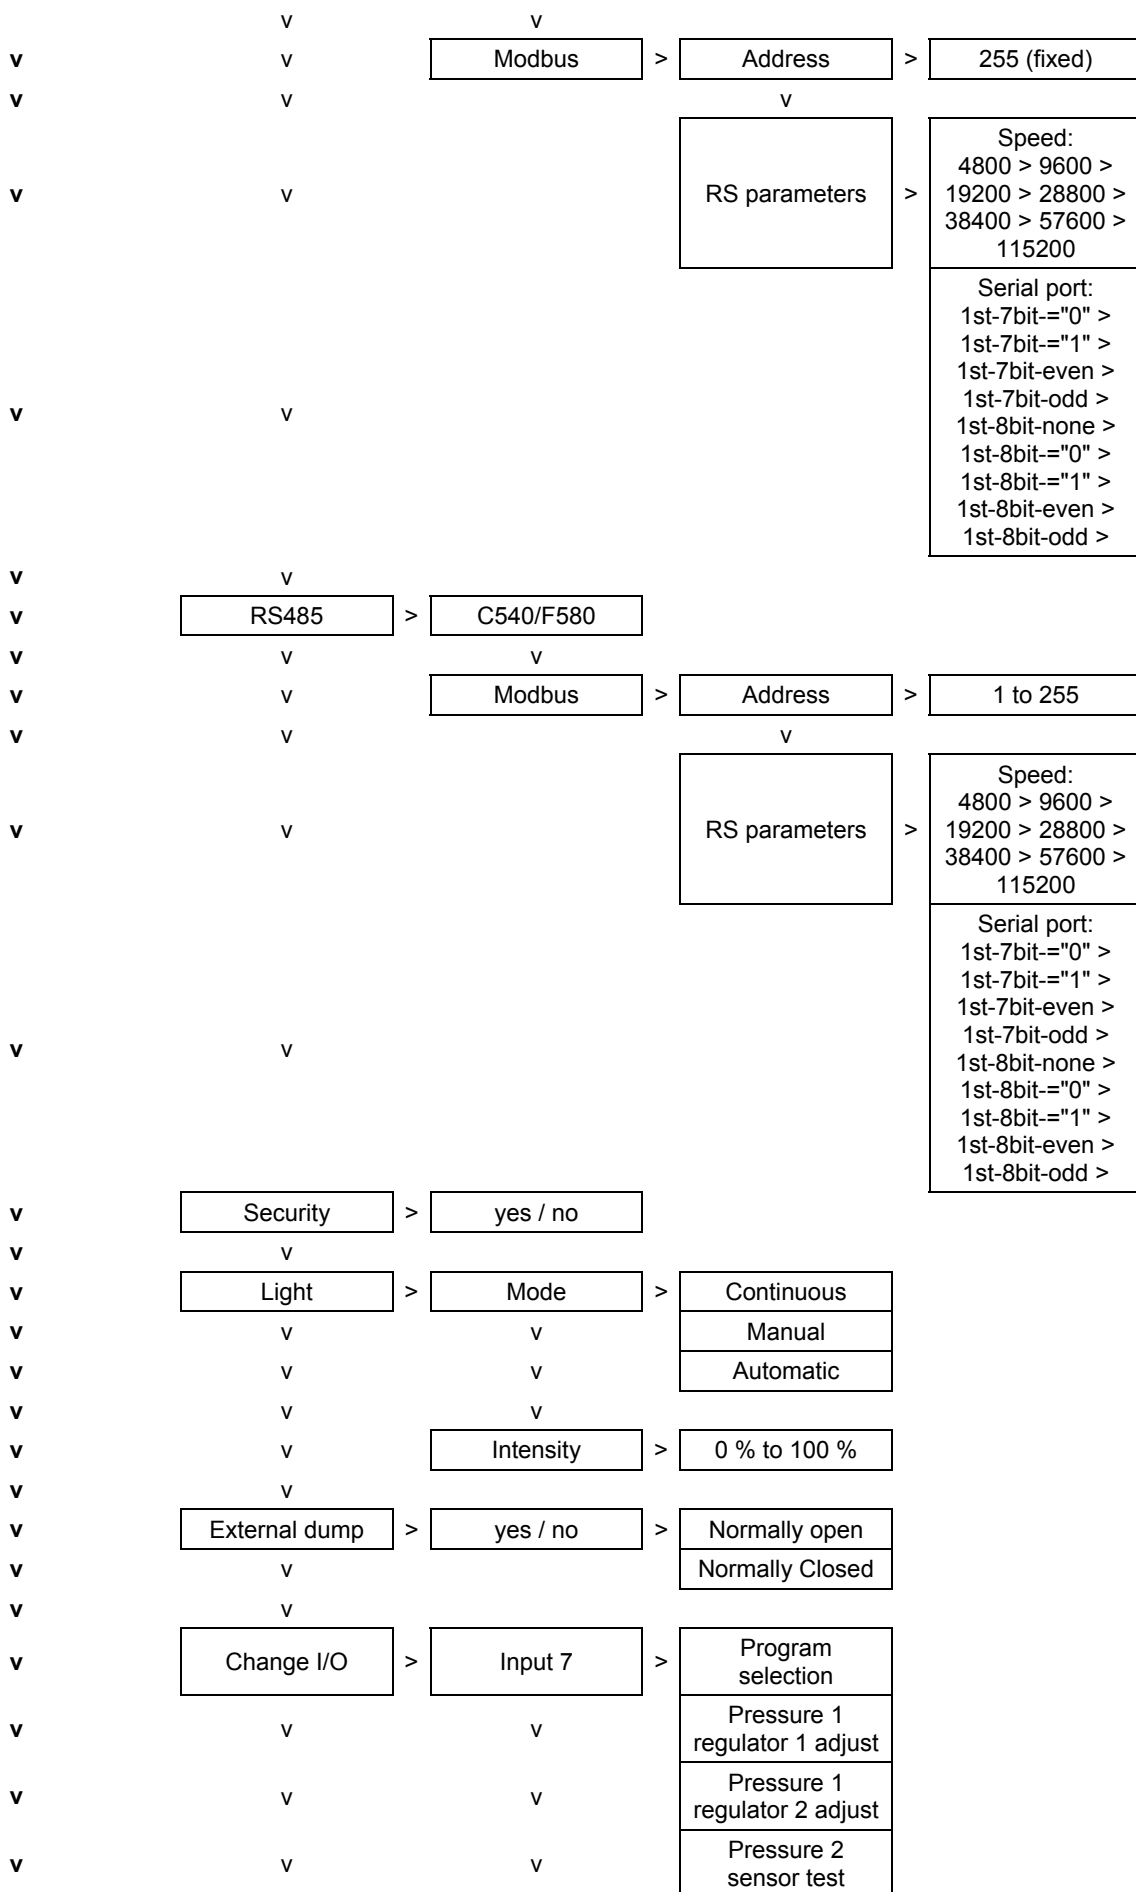 v v
v v Modbus > Address > 255 (fixed)
v v v
Speed:
4800 > 9600 >
v v RS parameters > 19200 > 28800 >
38400 > 57600 >
115200
Serial port:
1st-7bit-="0" >
1st-7bit-="1" >
1st-7bit-even >
1st-7bit-odd >
v v 1st-8bit-none >
1st-8bit-="0" >
1st-8bit-="1" >
1st-8bit-even >
1st-8bit-odd >
v v
v RS485 > C540/F580
v v v
v v Modbus > Address > 1 to 255
v v v
Speed:
4800 > 9600 >
v v RS parameters > 19200 > 28800 >
38400 > 57600 >
115200
Serial port:
1st-7bit-="0" >
1st-7bit-="1" >
1st-7bit-even >
1st-7bit-odd >
v v 1st-8bit-none >
1st-8bit-="0" >
1st-8bit-="1" >
1st-8bit-even >
1st-8bit-odd >
v Security > yes / no
v v
v Light > Mode > Continuous
v v v Manual
v v v Automatic
v v v
v v Intensity > 0 % to 100 %
v v
v External dump > yes / no > Normally open
v v Normally Closed
v v
v Change I/O > Input 7 > Program
selection
v v v Pressure 1
regulator 1 adjust
v v v Pressure 1
regulator 2 adjust
v v v Pressure 2
sensor test